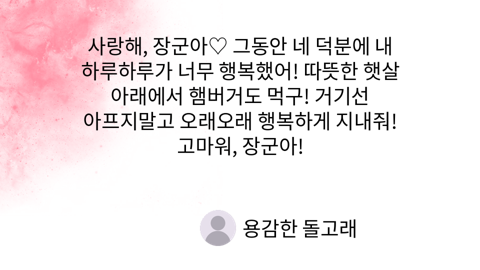 사랑해, 장군아♡ 그동안 네 덕분에 내
하루하루가 너무 행복했어! 따뜻한 햇살
아래에서 햄버거도 먹구! 거기선
아프지말고 오래오래 행복하게 지내줘!
고마워, 장군아!
용감한 돌고래